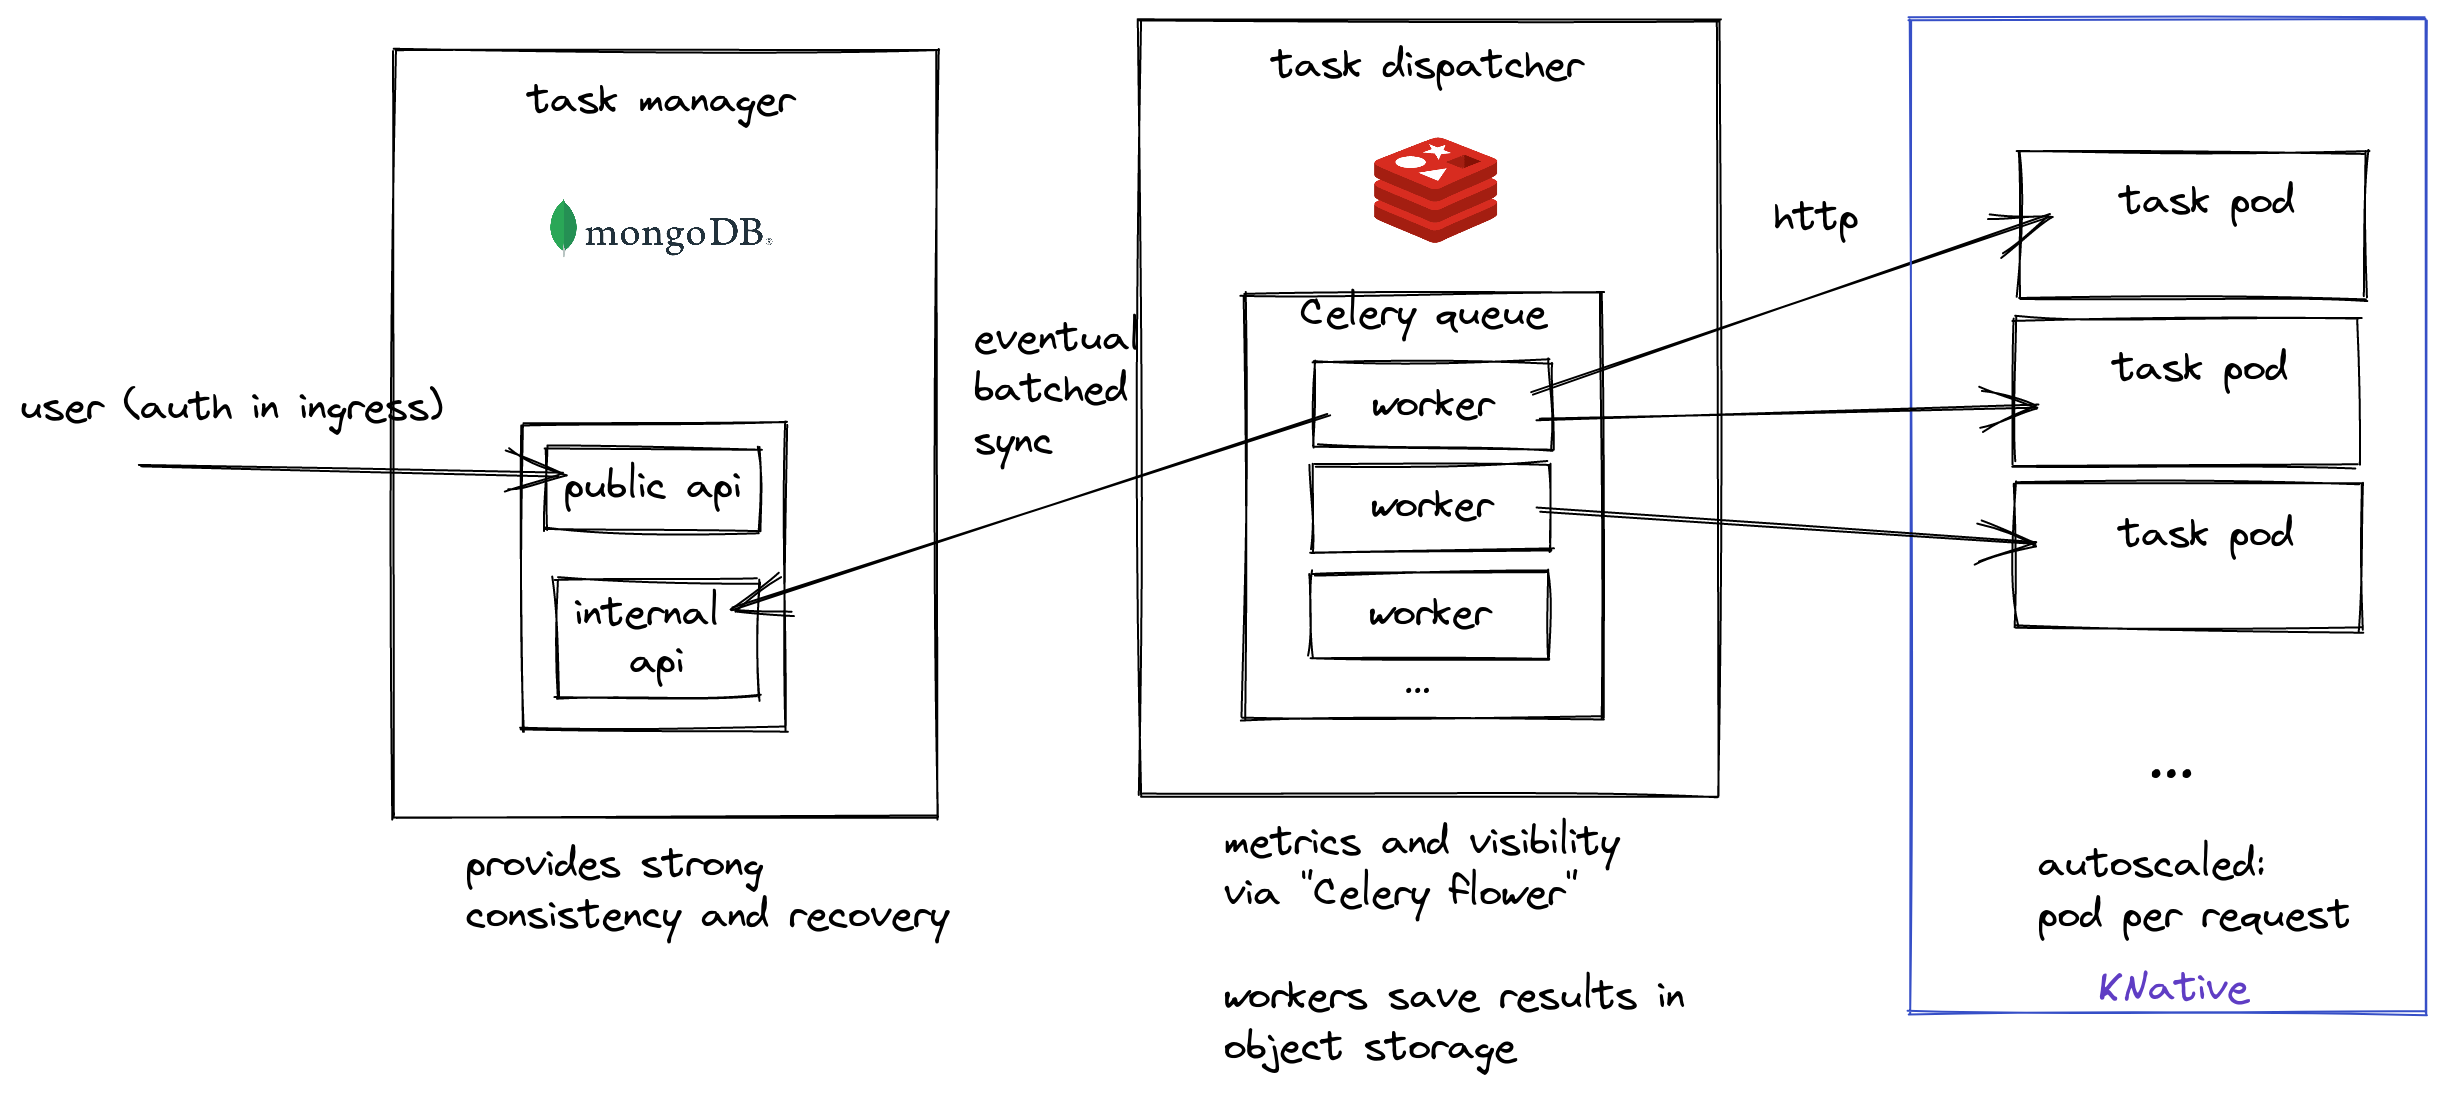 user (auth in ingress)
task manager
mongoDB®
public api
internal
api
provides strong
consistency and recovery
eventual
batched
sync
task dispatcher
Celery queue
worker
worker
worker
...
metrics and visibility
via "Celery flower"
workers save results in
object storage
http
task pod
task pod
task pod
...
autoscaled:
pod per request
KNative